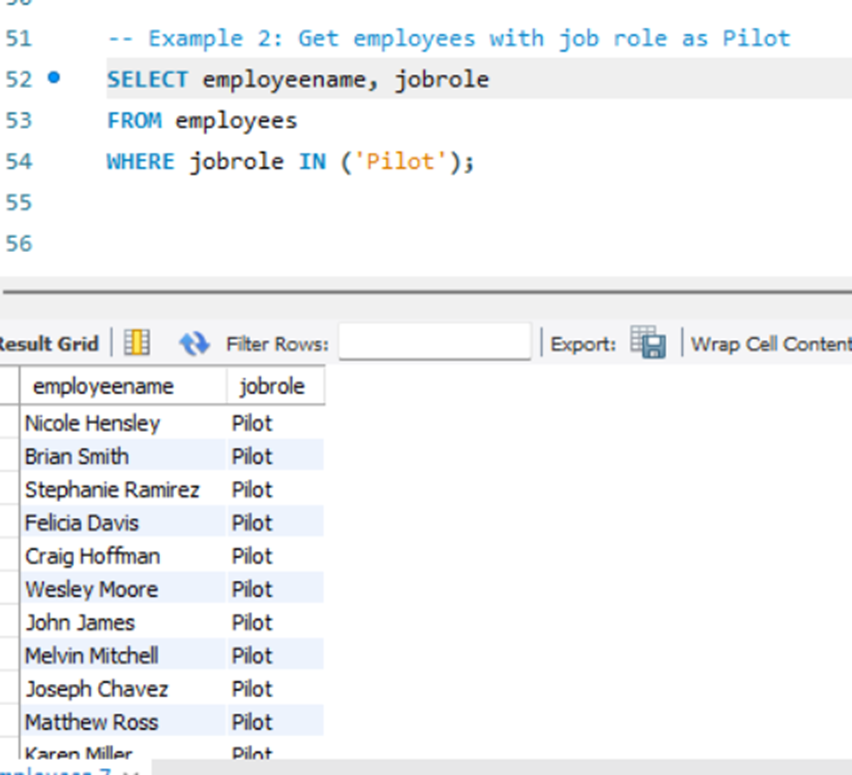 51 -- Example 2: Get employees with job role as Pilot
52 SELECT employeename, jobrole
53 FROM employees
54 WHERE jobrole IN ('Pilot');
55
56
Result Grid Filter Rows: Export: Wrap Cell Content
employeename jobrole
Nicole Hensley Pilot
Brian Smith Pilot
Stephanie Ramirez Pilot
Felicia Davis Pilot
Craig Hoffman Pilot
Wesley Moore Pilot
John James Pilot
Melvin Mitchell Pilot
Joseph Chavez Pilot
Matthew Ross Pilot
Karen Miller Pilot